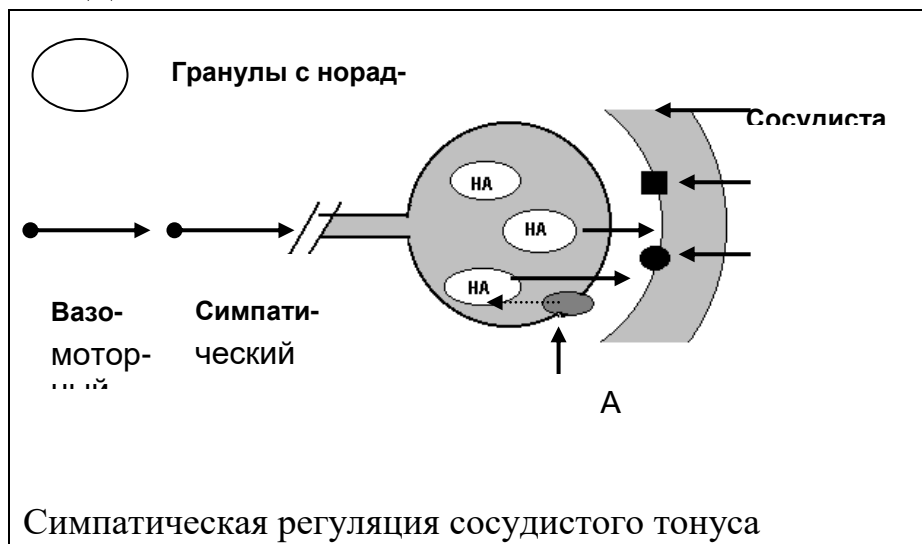 Гранулы с норад-
Сосудиста
НА
НА
НА
Вазо-
мотор-
Симпати-
ческий
А
Симпатическая регуляция сосудистого тонуса